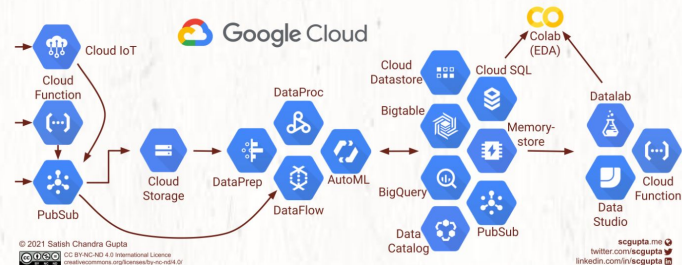 Google Cloud
CO
Colab
(EDA)
Cloud IoT
Cloud
Function
PubSub
Cloud
Storage
DataPrep
DataProc
DataFlow
AutoML
Cloud
Datastore
Cloud SQL
Bigtable
Memory-
store
BigQuery
PubSub
Data
Catalog
Datalab
Data
Studio
Cloud
Function
© 2021 Satish Chandra Gupta
CC BY-NC-ND 4.0 International Licence
creativecommons.org/licenses/by-nc-nd/4.0/
scgupta.me
twitter.com/scgupta
linkedin.com/in/scgupta